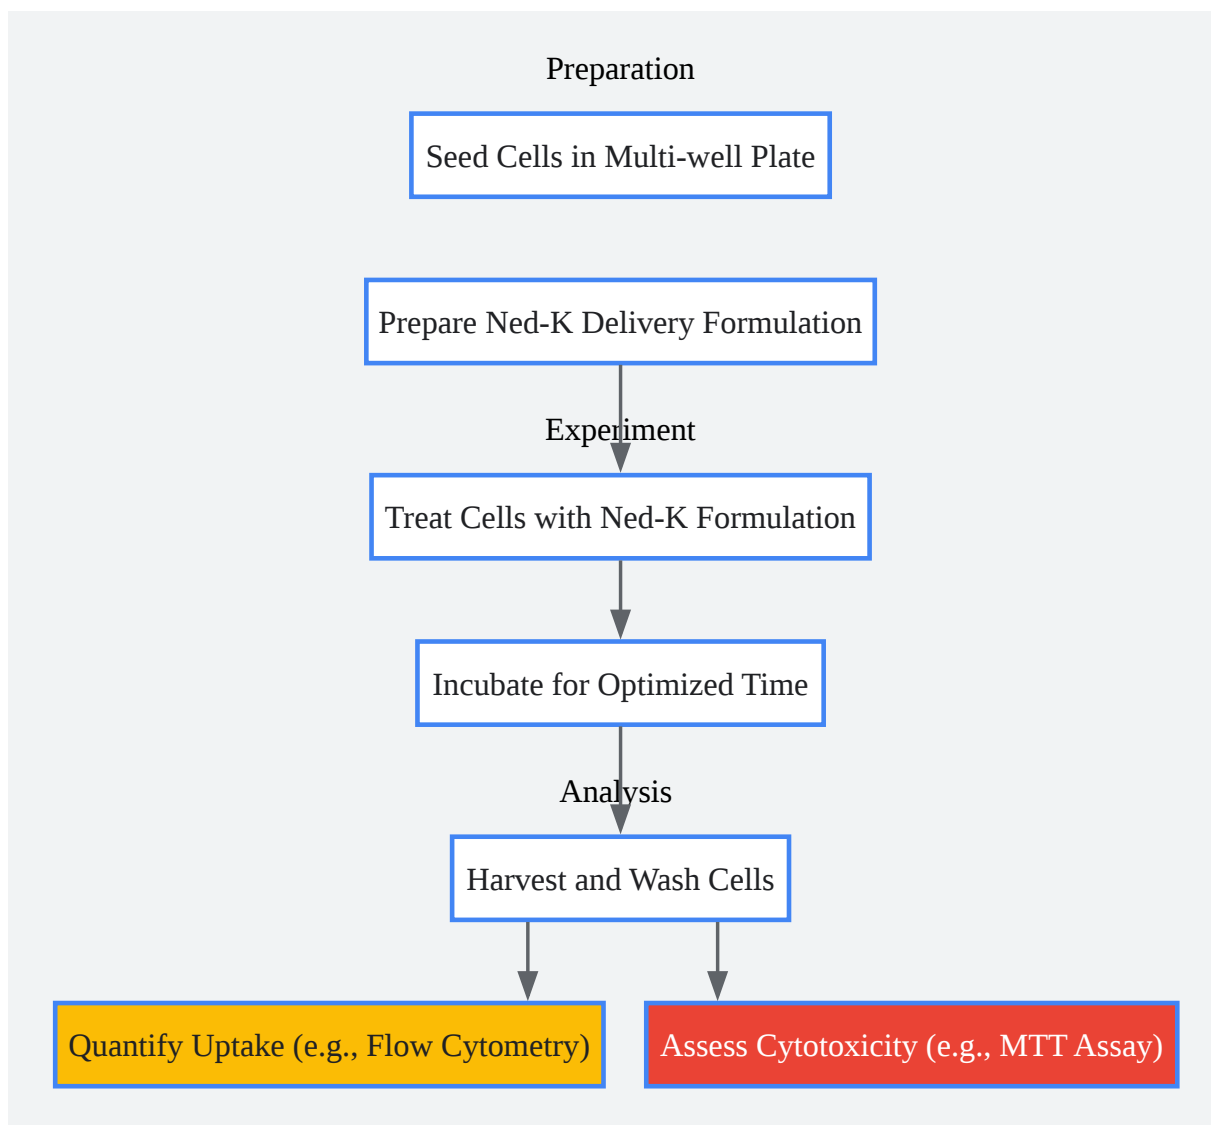 Preparation
Seed Cells in Multi-well Plate
Prepare Ned-K Delivery Formulation
Experiment
Treat Cells with Ned-K Formulation
Incubate for Optimized Time
Analysis
Harvest and Wash Cells
Quantify Uptake (e.g., Flow Cytometry)
Assess Cytotoxicity (e.g., MTT Assay)